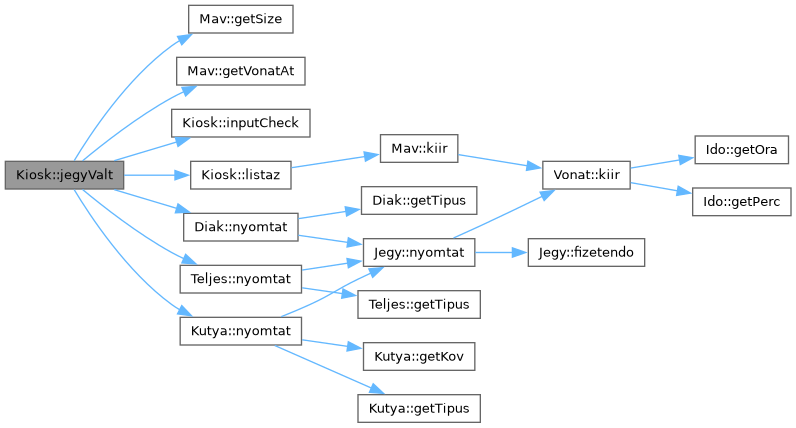 Kiosk::jegyValt
Mav::getSize
Mav::getVonatAt
Kiosk::inputCheck
Kiosk::listaz
Diak::nyomtat
Teljes::nyomtat
Kutya::nyomtat
Mav::kiir
Diak::getTipus
Jegy::nyomtat
Teljes::getTipus
Kutya::getKov
Kutya::getTipus
Vonat::kiir
Jegy::fizetendo
Ido::getOra
Ido::getPerc